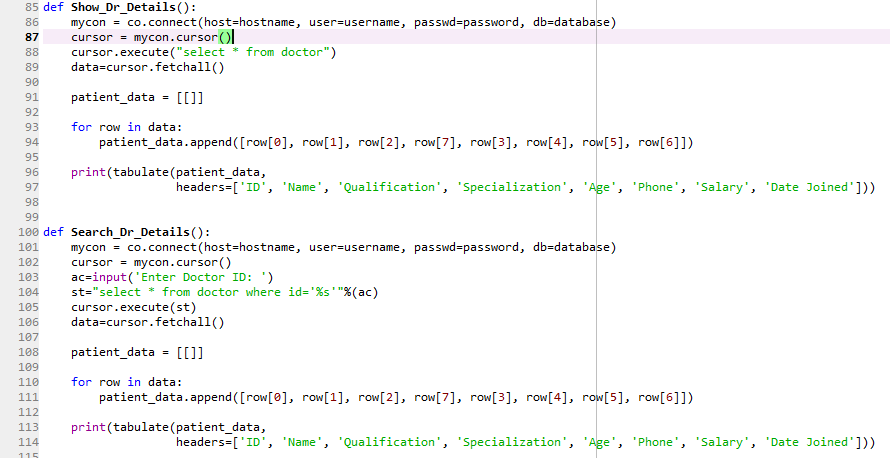 85 def Show_Dr_Details():
86     mycon = co.connect(host=hostname, user=username, passwd=password, db=database)
87     cursor = mycon.cursor()
88     cursor.execute("select * from doctor")
89     data=cursor.fetchall()
90
91     patient_data = [[]]
92
93     for row in data:
94         patient_data.append([row[0], row[1], row[2], row[7], row[3], row[4], row[5], row[6]])
95
96     print(tabulate(patient_data,
97                    headers=['ID', 'Name', 'Qualification', 'Specialization', 'Age', 'Phone', 'Salary', 'Date Joined']))
98
99
100 def Search_Dr_Details():
101     mycon = co.connect(host=hostname, user=username, passwd=password, db=database)
102     cursor = mycon.cursor()
103     ac=input('Enter Doctor ID: ')
104     st="select * from doctor where id='%s'"%(ac)
105     cursor.execute(st)
106     data=cursor.fetchall()
107
108     patient_data = [[]]
109
110     for row in data:
111         patient_data.append([row[0], row[1], row[2], row[7], row[3], row[4], row[5], row[6]])
112
113     print(tabulate(patient_data,
114                    headers=['ID', 'Name', 'Qualification', 'Specialization', 'Age', 'Phone', 'Salary', 'Date Joined']))
115